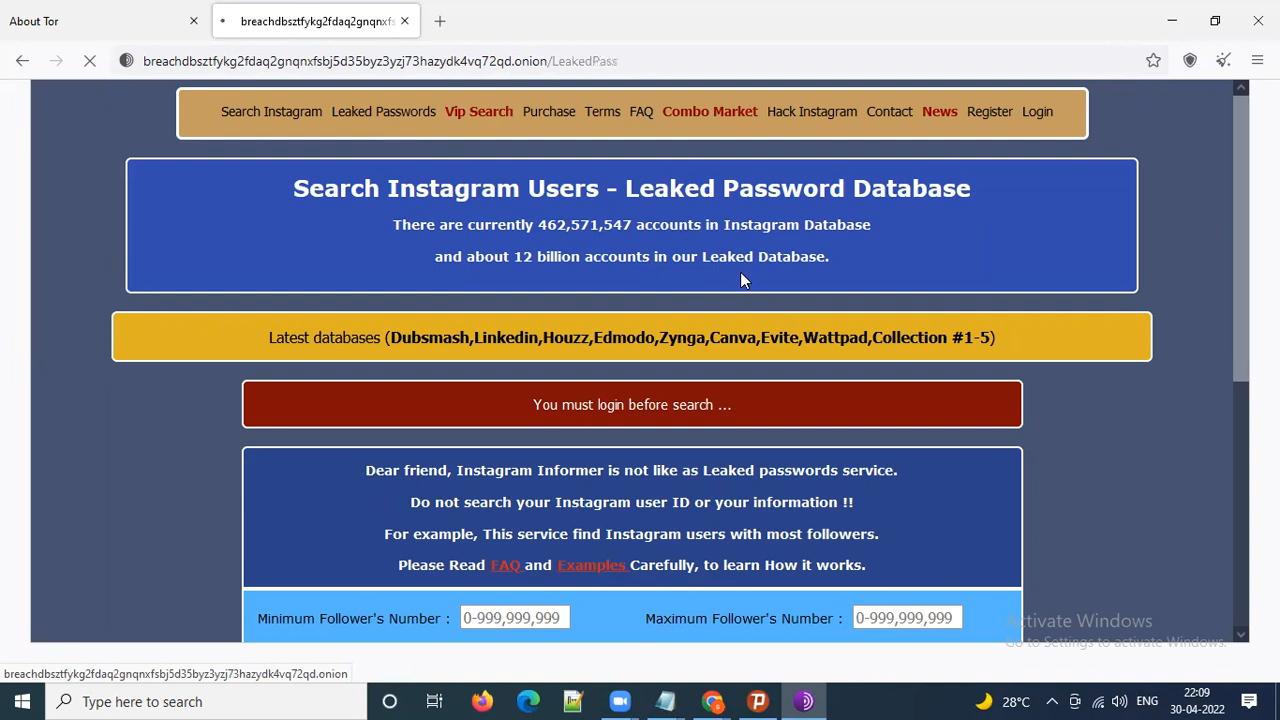 About Tor
breachdbsztfykg2fdaq2gnqnxfs
breachdbsztfykg2fdaq2gnqnxfsbj5d35byz3yzj73hazydk4vq72qd.onion/LeakedPass
Search Instagram Leaked Passwords Vip Search Purchase Terms FAQ Combo Market Hack Instagram Contact News Register Login
Search Instagram Users - Leaked Password Database
There are currently 462,571,547 accounts in Instagram Database
and about 12 billion accounts in our Leaked Database.
Latest databases (Dubsmash,Linkedin,Houzz,Edmodo,Zynga,Canva,Evite,Wattpad,Collection #1-5)
You must login before search ...
Dear friend, Instagram Informer is not like as Leaked passwords service.
Do not search your Instagram user ID or your information !!
For example, This service find Instagram users with most followers.
Please Read FAQ and Examples Carefully, to learn How it works.
Minimum Follower's Number : 0-999,999,999 Maximum Follower's Number : 0-999,999,999
Activate Windows
Go to Settings to activate Windows.
breachdbsztfykg2fdaq2gnqnxfsbj5d35byz3yzj73hazydk4vq72qd.onion
Type here to search
28°C
ENG
22:09
30-04-2022